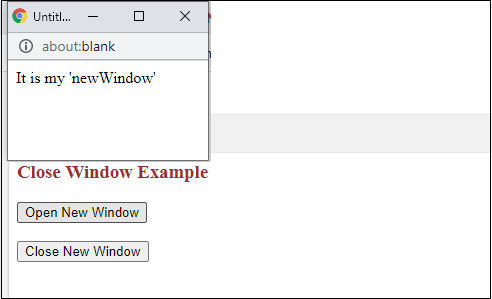 Untitl...
about:blank
It is my 'newWindow'
Close Window Example
Open New Window
Close New Window